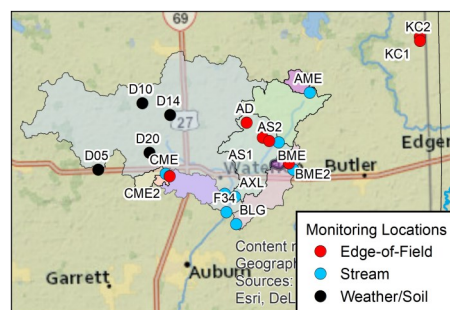 69
KC2
KC1
AME
D10
D14
AD
27
AS2
D20
AS1
BME
Edger
D05
CME
Wate
Butler
BME2
CME2
AXL
F34
BLG
Monitoring Locations
Edge-of-Field
Stream
Weather/Soil
Content
Geograph
Sources:
Esri, DeL
Auburn
Garrett